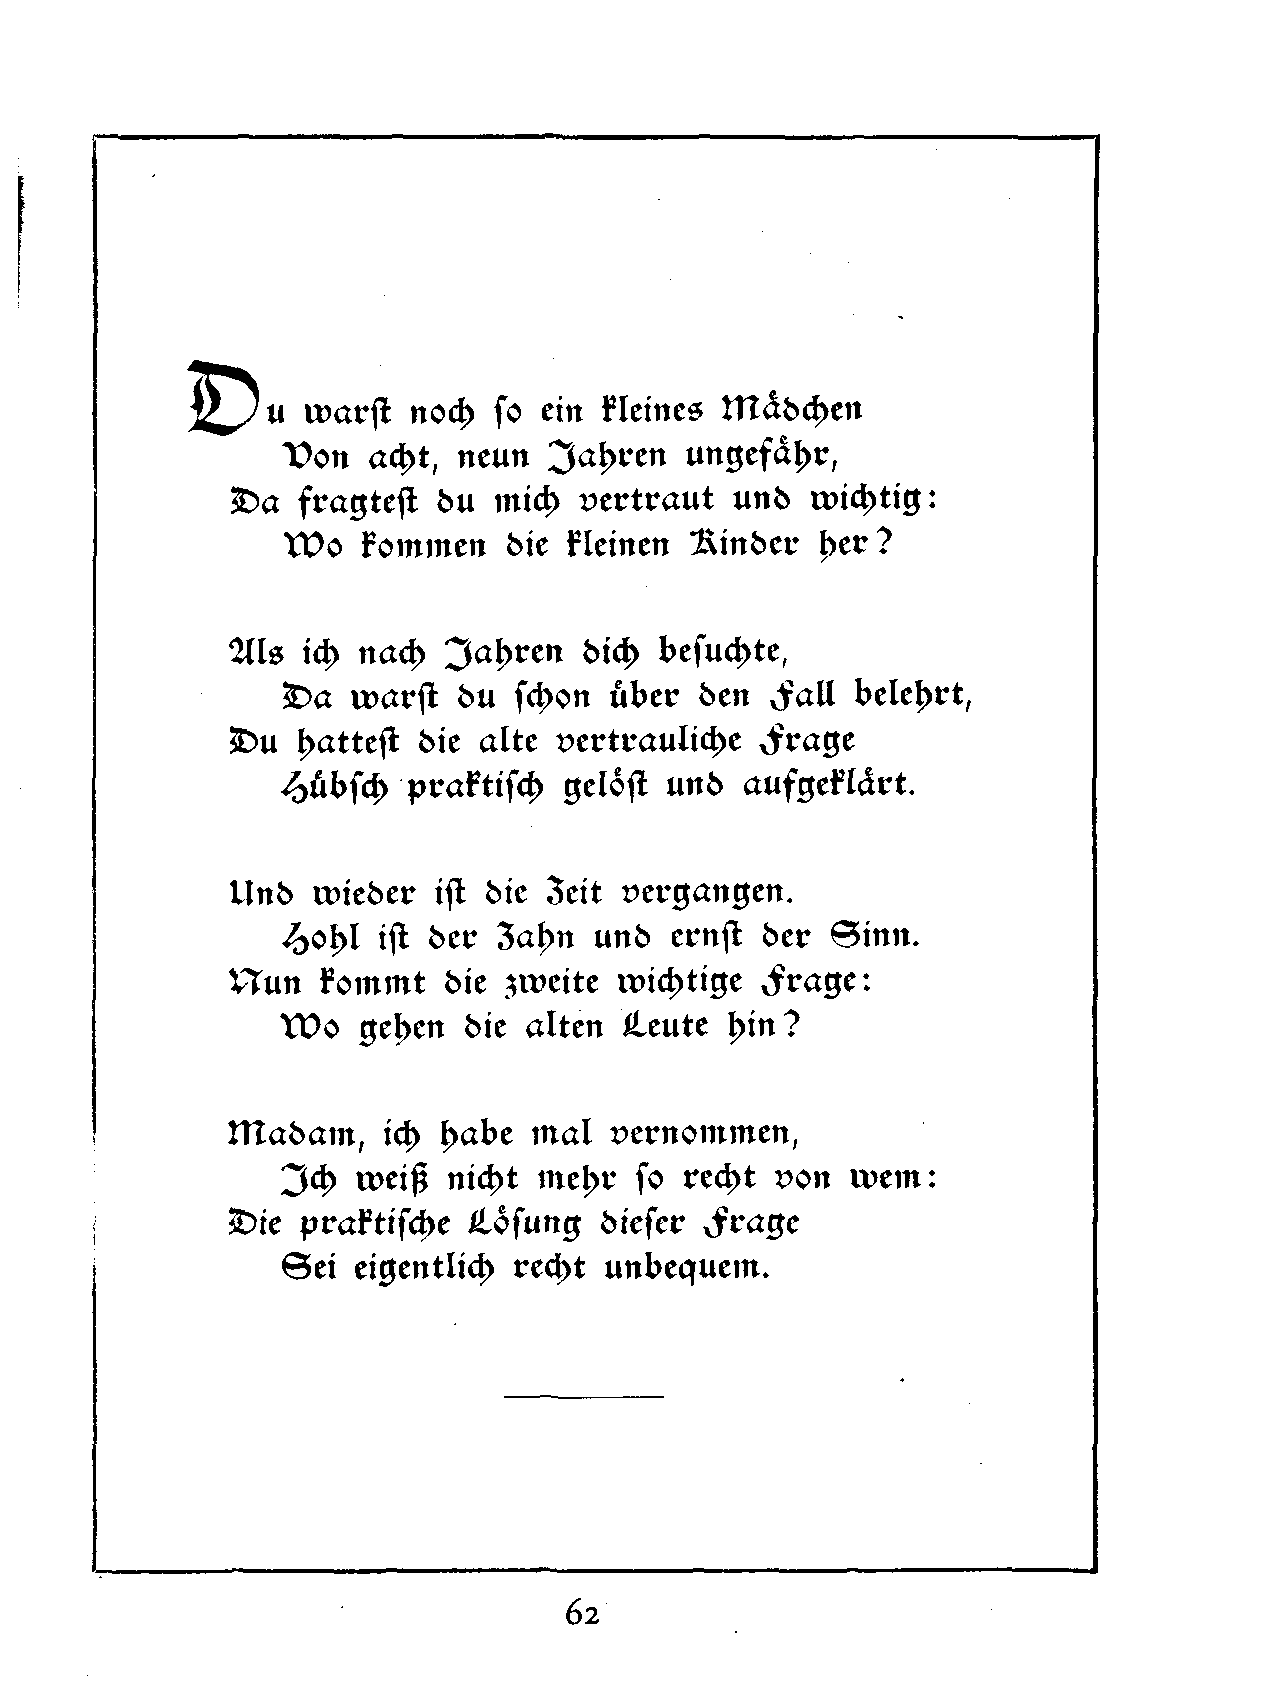 Du warſt noch ſo ein kleines Mädchen
Von acht, neun Jahren ungefähr,
Da fragteſt du mich vertraut und wichtig:
Wo kommen die kleinen Kinder her?
Als ich nach Jahren dich beſuchte,
Da warſt du ſchon über den Fall belehrt,
Du hatteſt die alte vertrauliche Frage
Hübſch praktiſch gelöſt und aufgeklärt.
Und wieder iſt die Zeit vergangen.
Hohl iſt der Zahn und ernſt der Sinn.
Nun kommt die zweite wichtige Frage:
Wo gehen die alten Leute hin?
Madam, ich habe mal vernommen,
Ich weiß nicht mehr ſo recht von wem:
Die praktiſche Löſung dieſer Frage
Sei eigentlich recht unbequem.
62